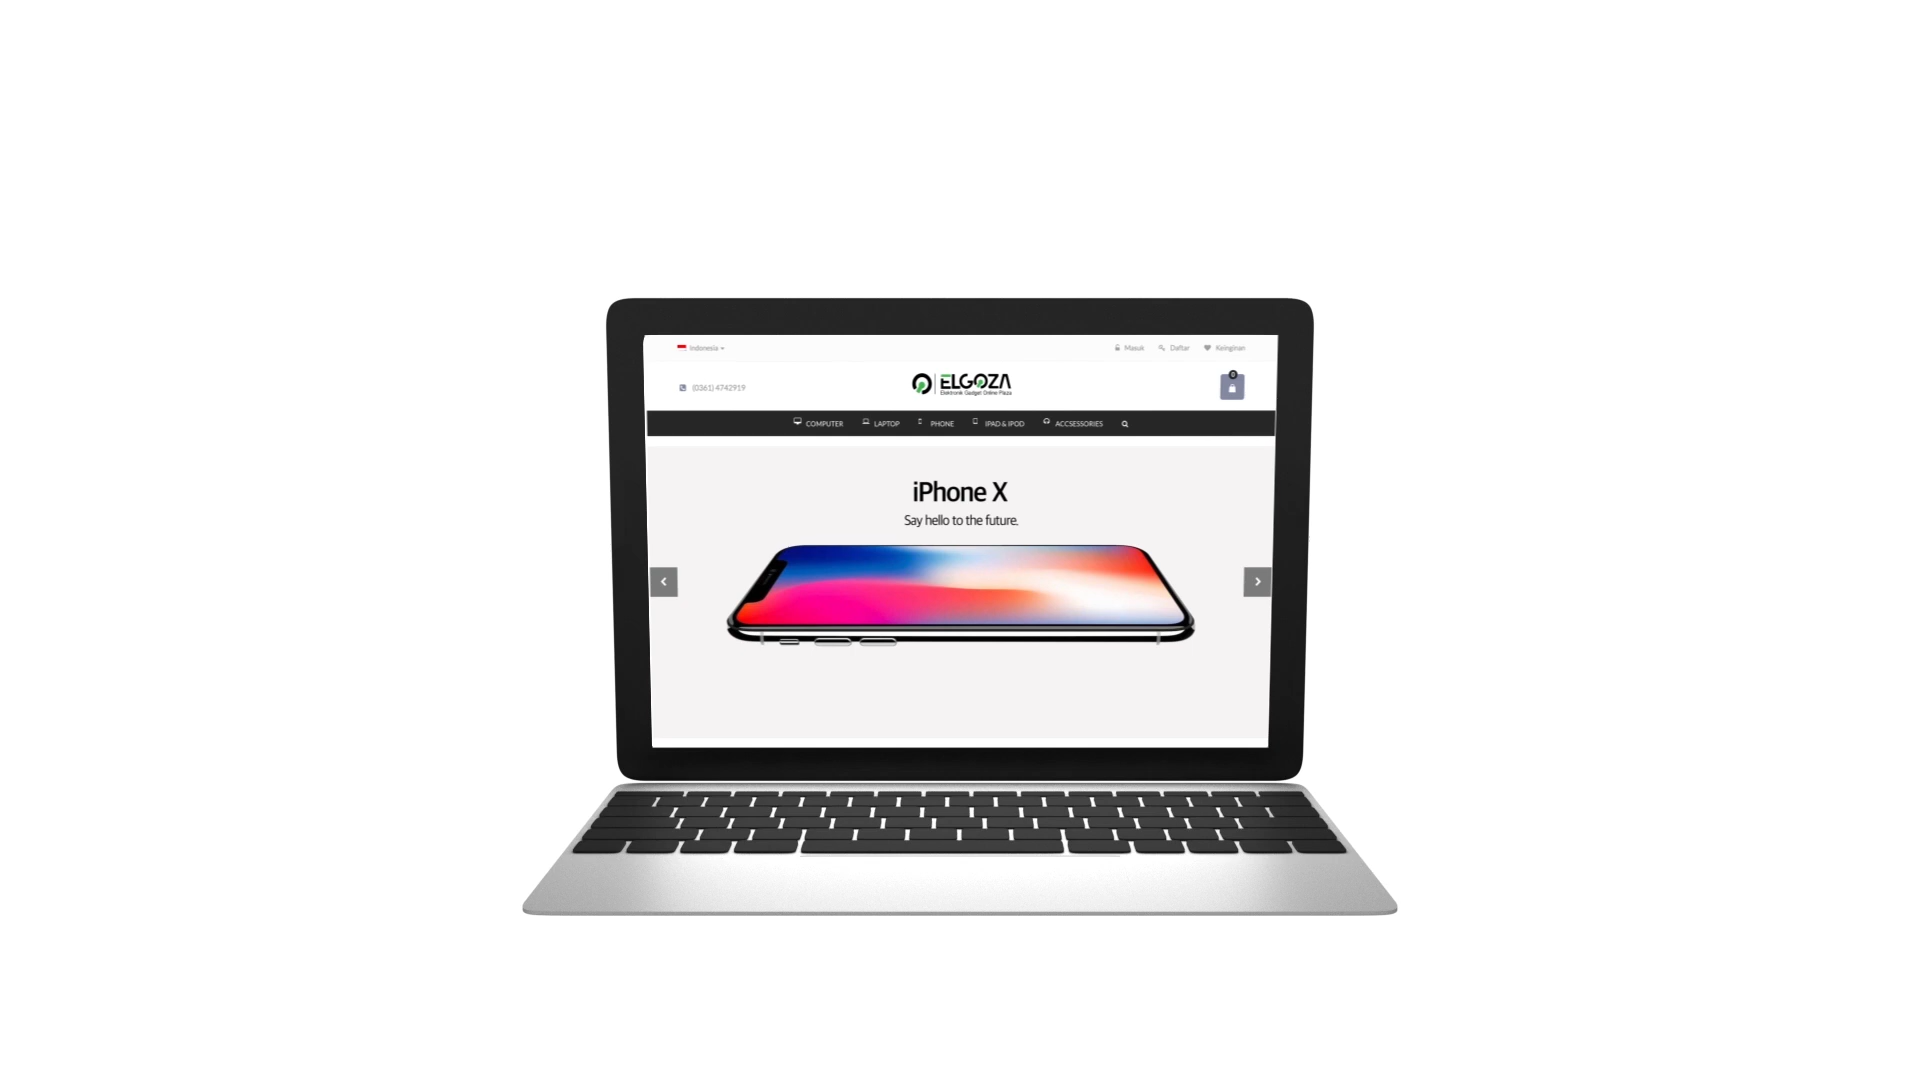 Indonesia
Masuk Daftar Keinginan
(0361) 4742919
ELGOZA
Elektronik Gadget Online Plaza
0
COMPUTER LAPTOP PHONE IPAD & IPOD ACCSESSORIES
iPhone X
Say hello to the future.